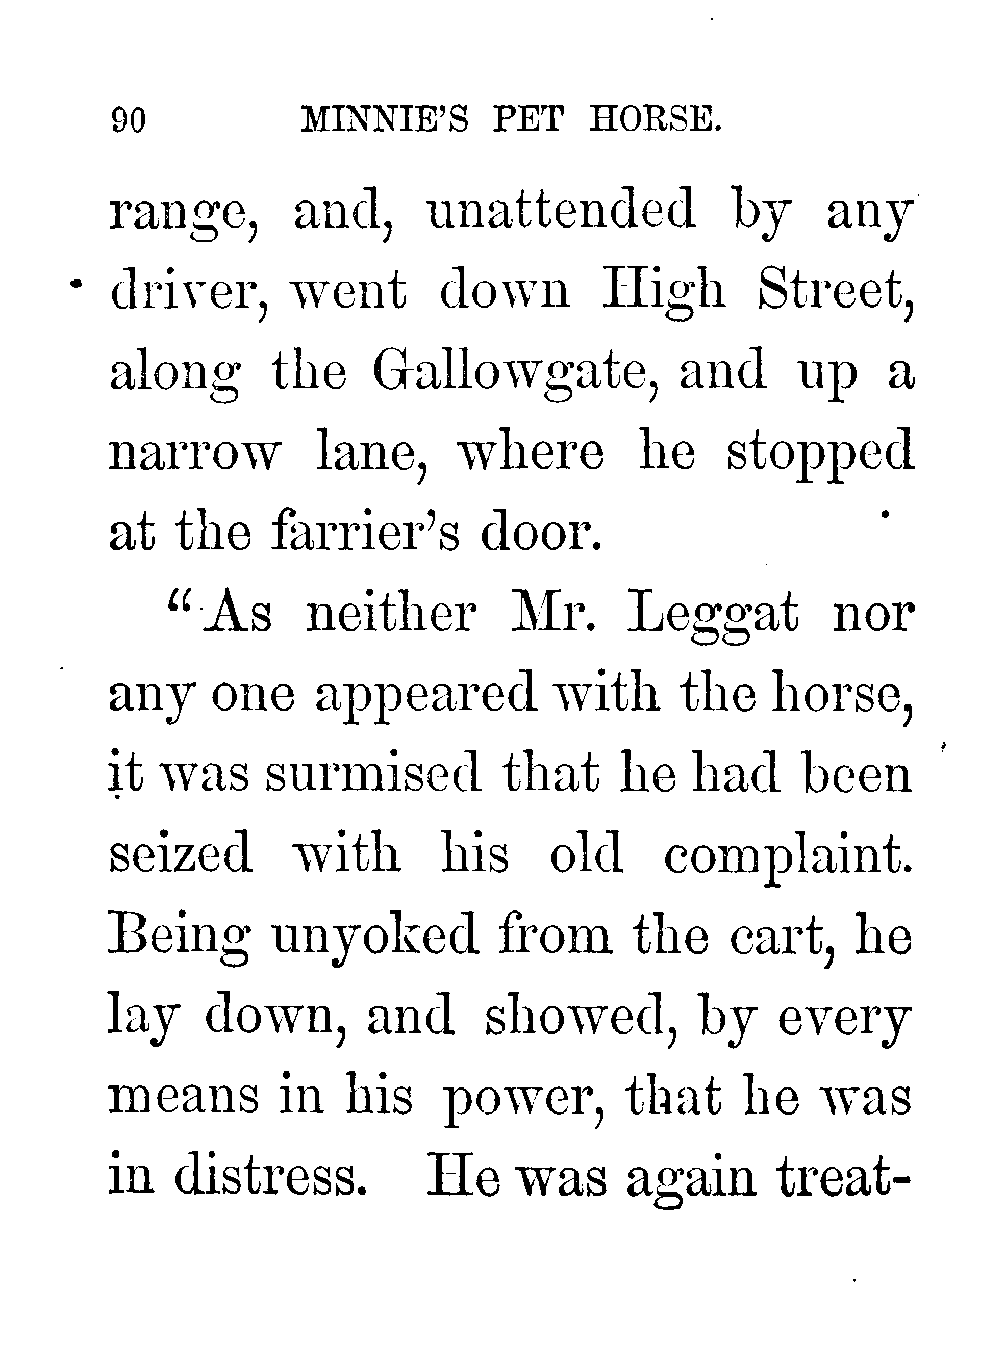 90 MINNIE'S PET HORSE.
range, and, unattended by any
driver, went down High Street,
along the Gallowgate, and up a
narrow lane, where he stopped
at the farrier's door.
"As neither Mr. Leggat nor
any one appeared with the horse,
it was surmised that he had been
seized with his old complaint.
Being unyoked from the cart, he
lay down, and showed, by every
means in his power, that he was
in distress. He was again treat-